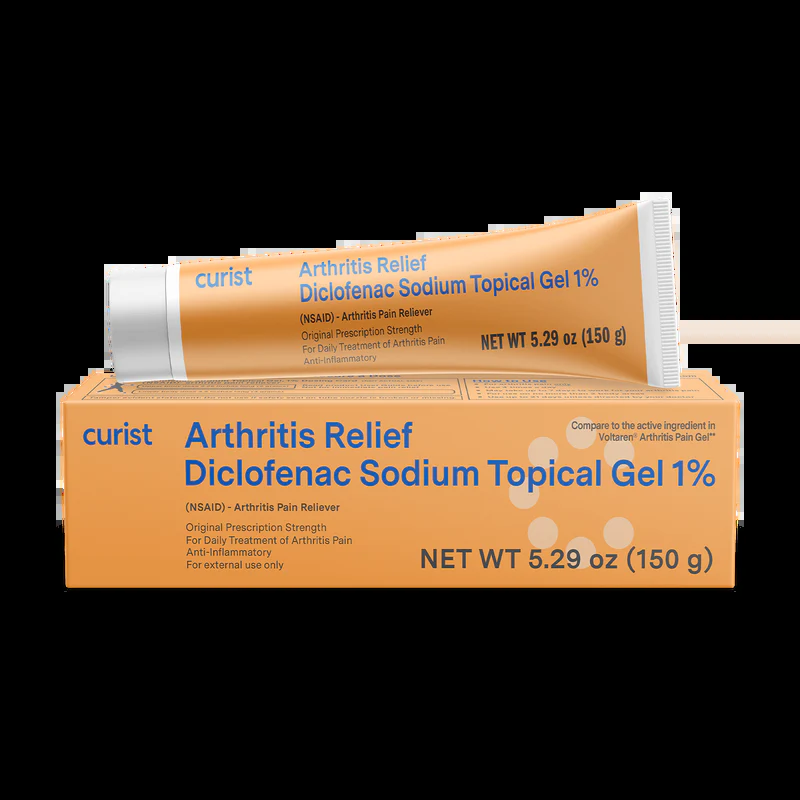 curist
Arthritis Relief
Diclofenac Sodium Topical Gel 1%
(NSAID) - Arthritis Pain Reliever
Original Prescription Strength
For Daily Treatment of Arthritis Pain
Anti-Inflammatory
NET WT 5.29 oz (150 g)
How to Use
curist
Arthritis Relief
Diclofenac Sodium Topical Gel 1%
Compare to the active ingredient in
Voltaren® Arthritis Pain Gel**
(NSAID) - Arthritis Pain Reliever
Original Prescription Strength
For Daily Treatment of Arthritis Pain
Anti-Inflammatory
For external use only
NET WT 5.29 oz (150 g)